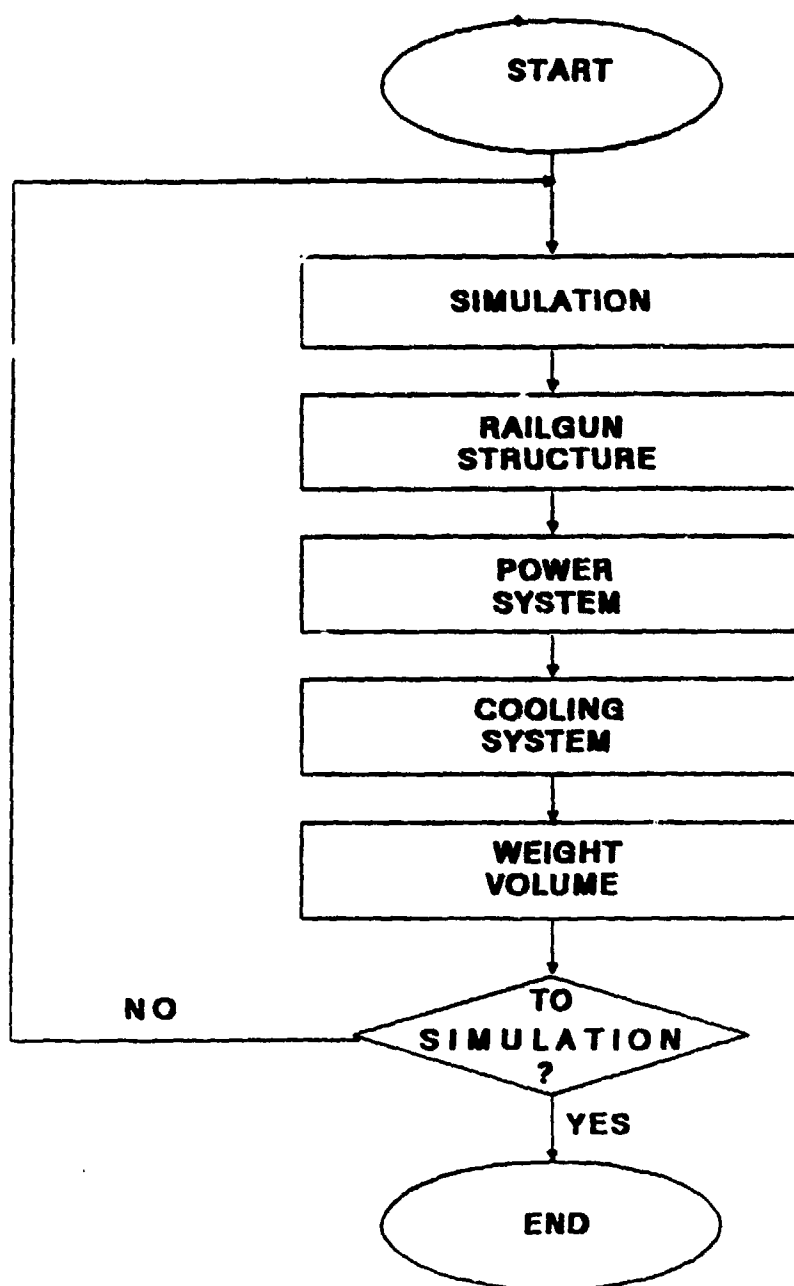 START
SIMULATION
RAILGUN
STRUCTURE
POWER
SYSTEM
COOLING
SYSTEM
WEIGHT
VOLUME
TO
SIMULATION
?
NO
YES
END